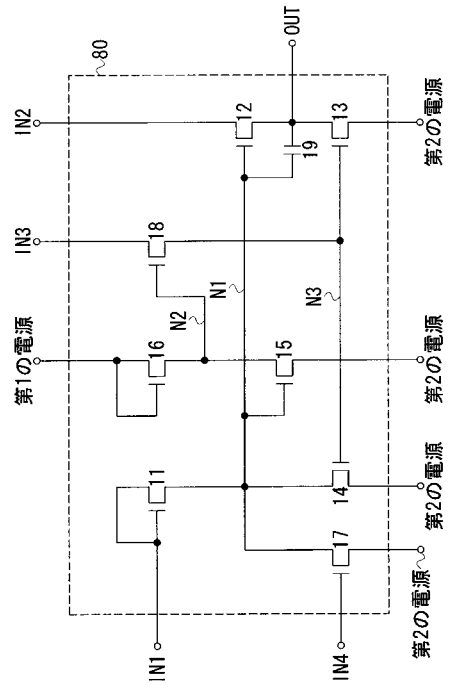 IN1
IN4
第1の電源
IN3
IN2
80
11
16
18
12
OUT
19
N2
N1
15
N3
13
14
17
第2の電源
第2の電源
第2の電源
第2の電源